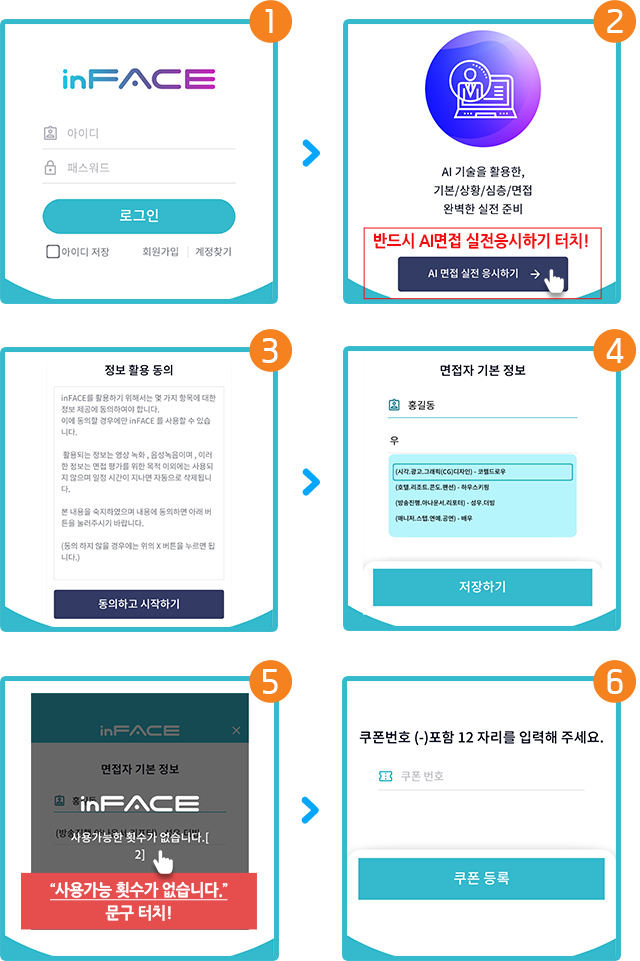 1
inFACE
아이디
패스워드
로그인
아이디 저장 회원가입 계정찾기
2
AI 기술을 활용한,
기본/상황/심층/면접
완벽한 실전 준비
반드시 AI면접 실전응시하기 터치!
AI 면접 실전 응시하기 →
3
정보 활용 동의
inFACE를 활용하기 위해서는 몇 가지 항목에 대한
정보 제공에 동의하여야 합니다.
이에 동의할 경우에만 inFACE 를 사용할 수 있습
니다.
활용되는 정보는 영상 녹화 , 음성녹음이며 , 이러
한 정보는 면접 평가를 위한 목적 이외에는 사용되
지 않으며 일정 시간이 지나면 자동으로 삭제됩니
다.
본 내용을 숙지하였으며 내용에 동의하면 아래 버
튼을 눌러주시기 바랍니다.
(동의 하지 않을 경우에는 위의 X 버튼을 누르면 됩
니다.)
동의하고 시작하기
4
면접자 기본 정보
홍길동
우
(시각.광고.그래픽(CG)디자인) - 코렐드로우
(호텔.리조트.콘도.팬션) - 하우스키핑
(방송진행.아나운서.리포터) - 성우.더빙
(매니저.스텝.연예.공연) - 배우
저장하기
5
inFACE ×
면접자 기본 정보
홍길동
inFACE
(방송진행.아나운서.리포터) - 성우.더빙
사용가능한 횟수가 없습니다.[
2]
“사용가능 횟수가 없습니다.”
문구 터치!
6
쿠폰번호 (-)포함 12 자리를 입력해 주세요.
쿠폰 번호
쿠폰 등록